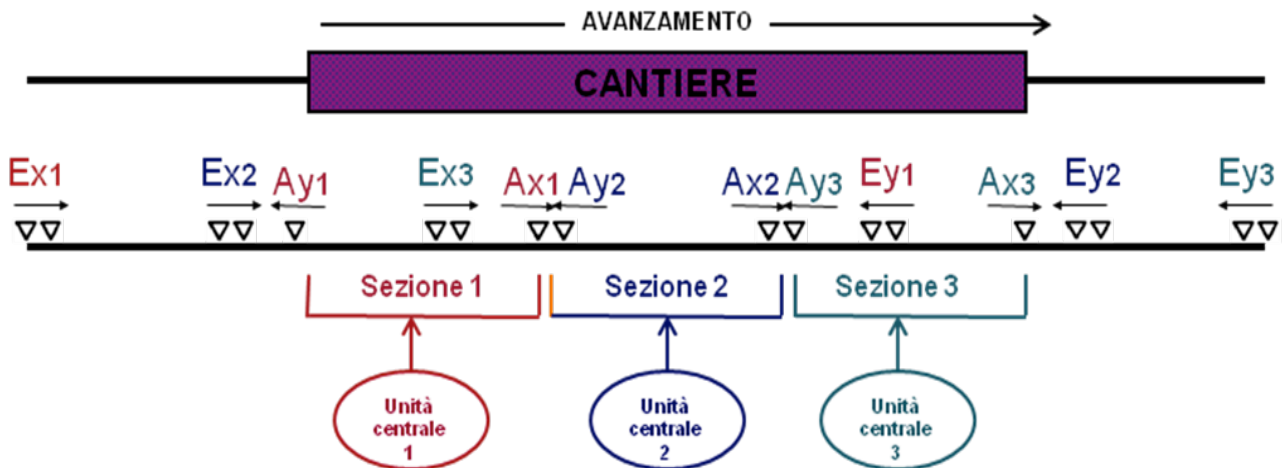 AVANZAMENTO
CANTIERE
Ex1 Ex2 Ay1 Ex3 Ax1 Ay2 Ax2 Ay3 Ey1 Ax3 Ey2 Ey3
Sezione 1 Sezione 2 Sezione 3
Unità Unità Unità
centrale centrale centrale
1 2 3